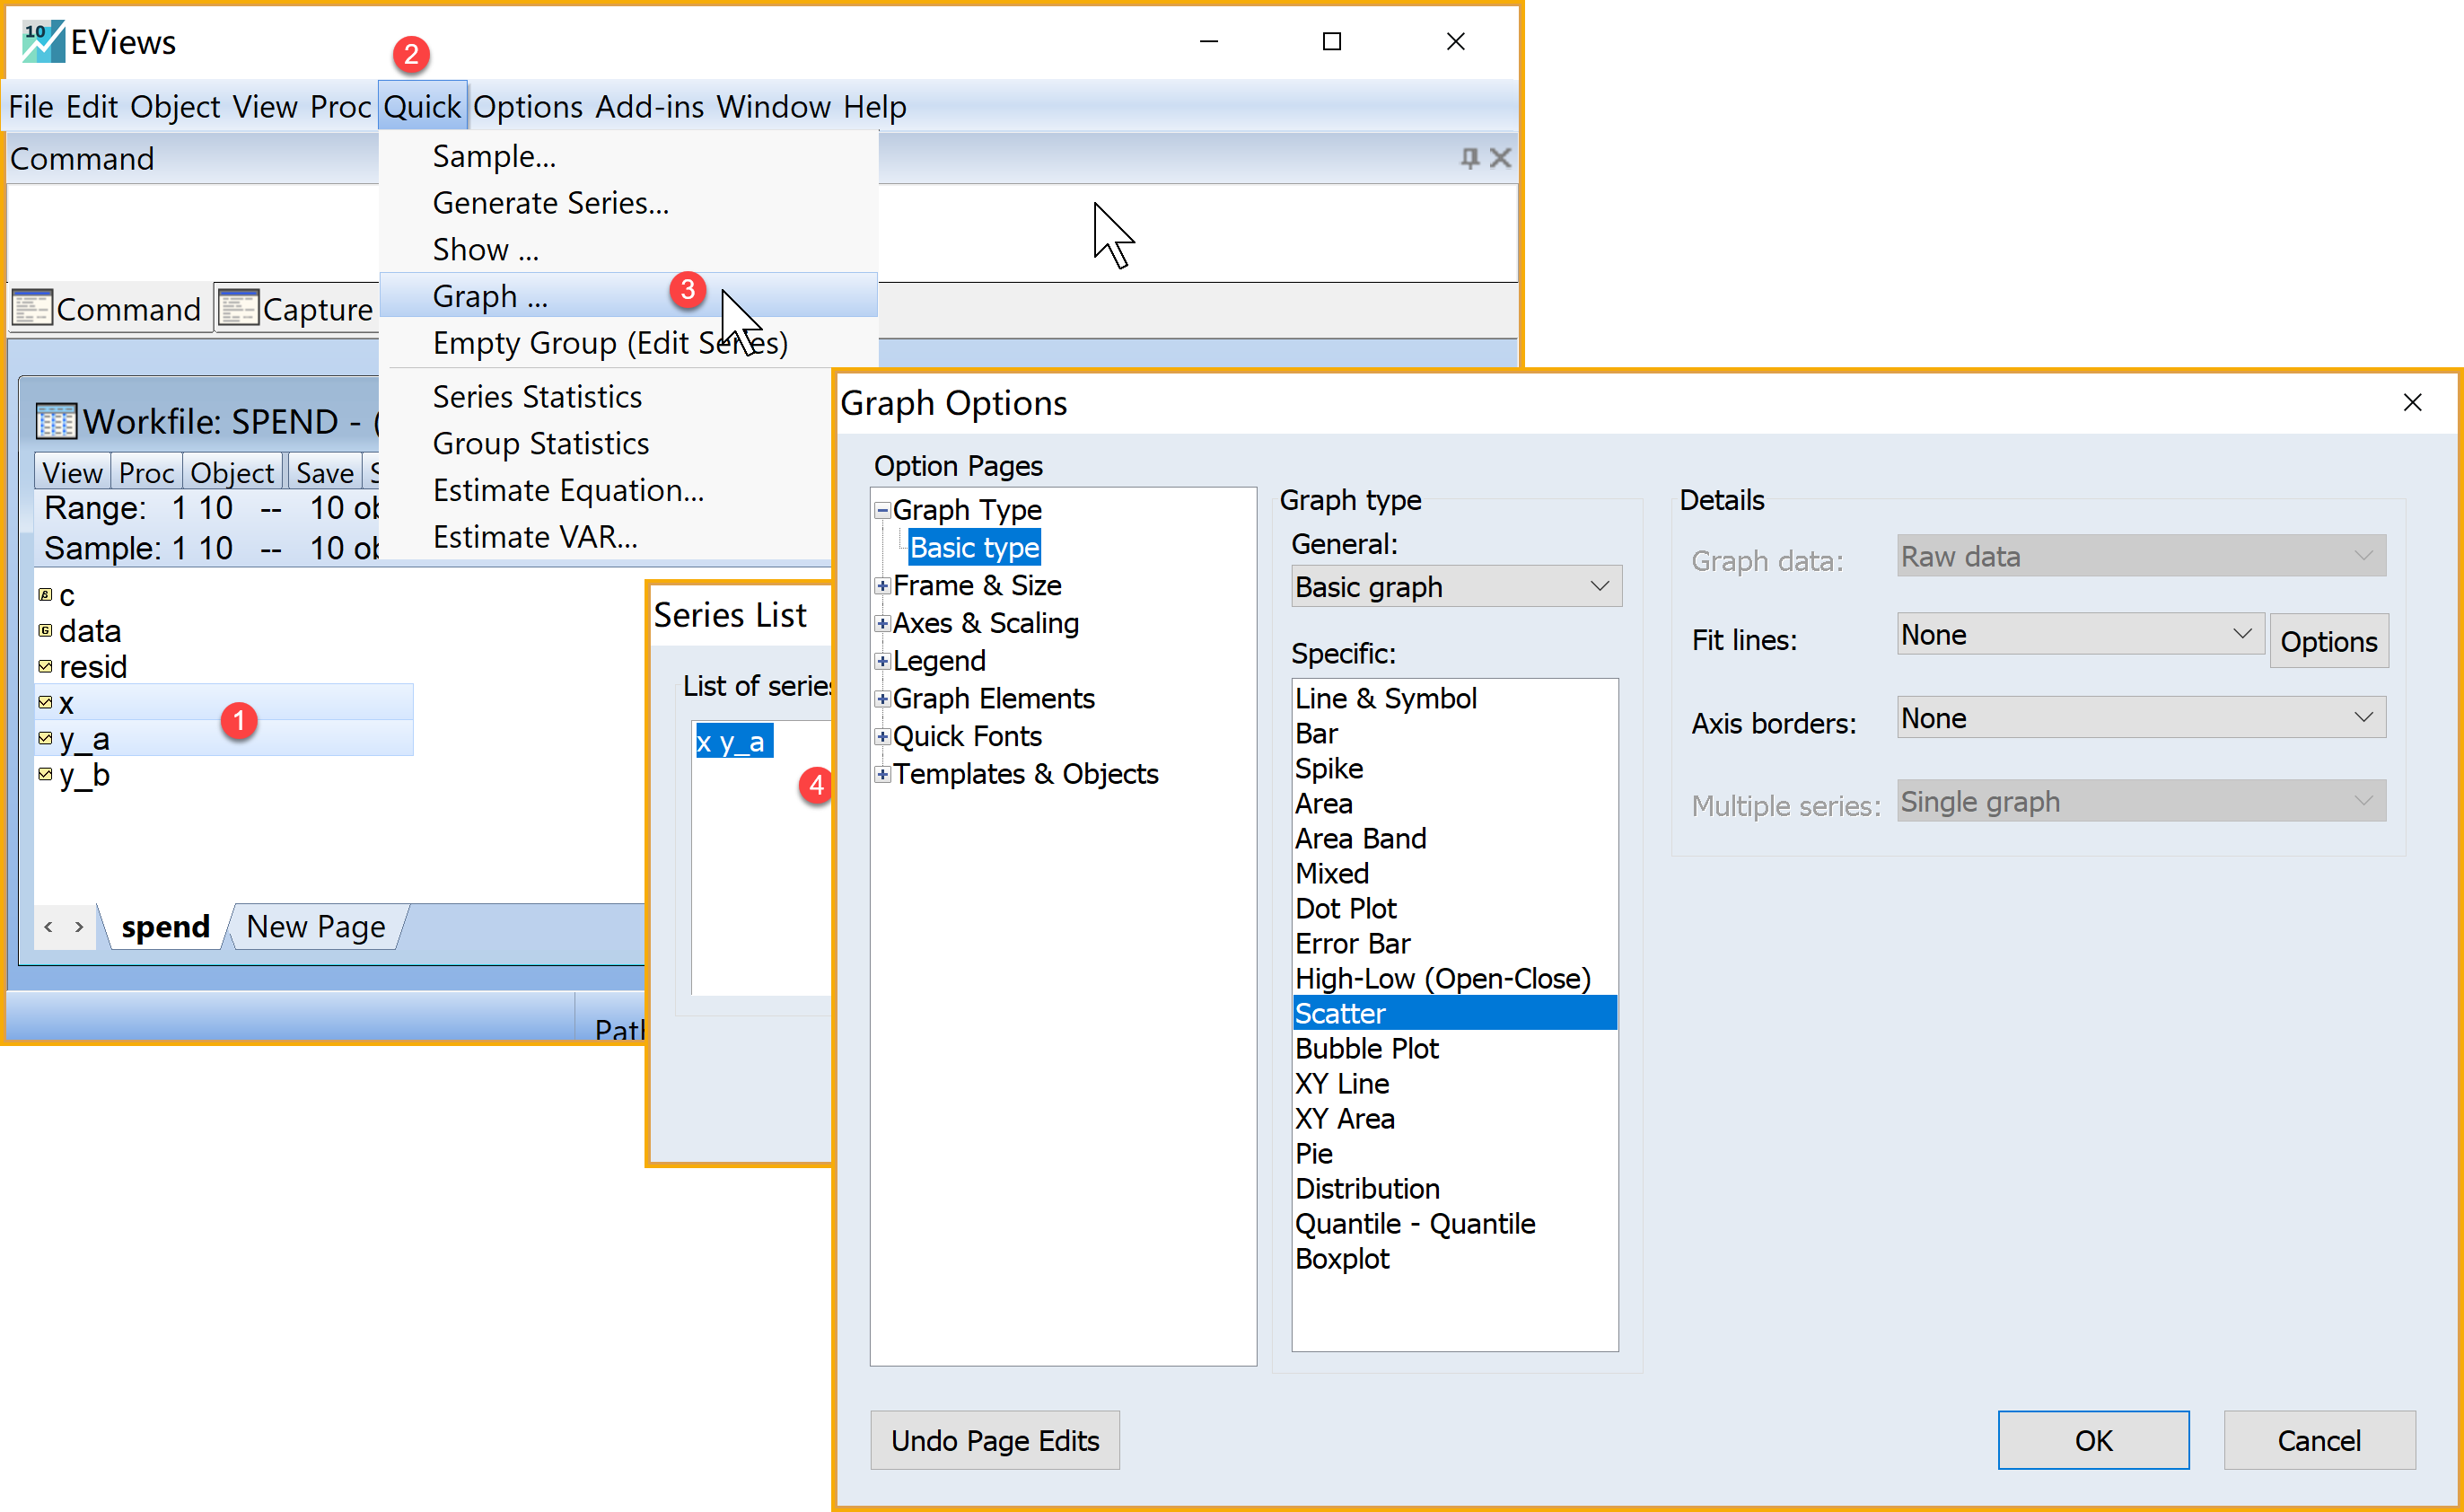 10 EViews
2
File Edit Object View Proc Quick Options Add-ins Window Help
Command
Sample...
Generate Series...
Show ...
Graph ...
3
Empty Group (Edit Series)
Series Statistics
Group Statistics
Estimate Equation...
Estimate VAR...
Command Capture
Workfile: SPEND - (
View Proc Object Save S
Range: 1 10 -- 10 ob
Sample: 1 10 -- 10 ob
β c
G data
resid
x
1
y_a
y_b
spend New Page
Path
Series List
List of series
x y_a
4
Graph Options
Option Pages
Graph Type
Basic type
Frame & Size
Axes & Scaling
Legend
Graph Elements
Quick Fonts
Templates & Objects
Graph type
General:
Basic graph
Specific:
Line & Symbol
Bar
Spike
Area
Area Band
Mixed
Dot Plot
Error Bar
High-Low (Open-Close)
Scatter
Bubble Plot
XY Line
XY Area
Pie
Distribution
Quantile - Quantile
Boxplot
Details
Graph data: Raw data
Fit lines: None Options
Axis borders: None
Multiple series: Single graph
Undo Page Edits
OK
Cancel